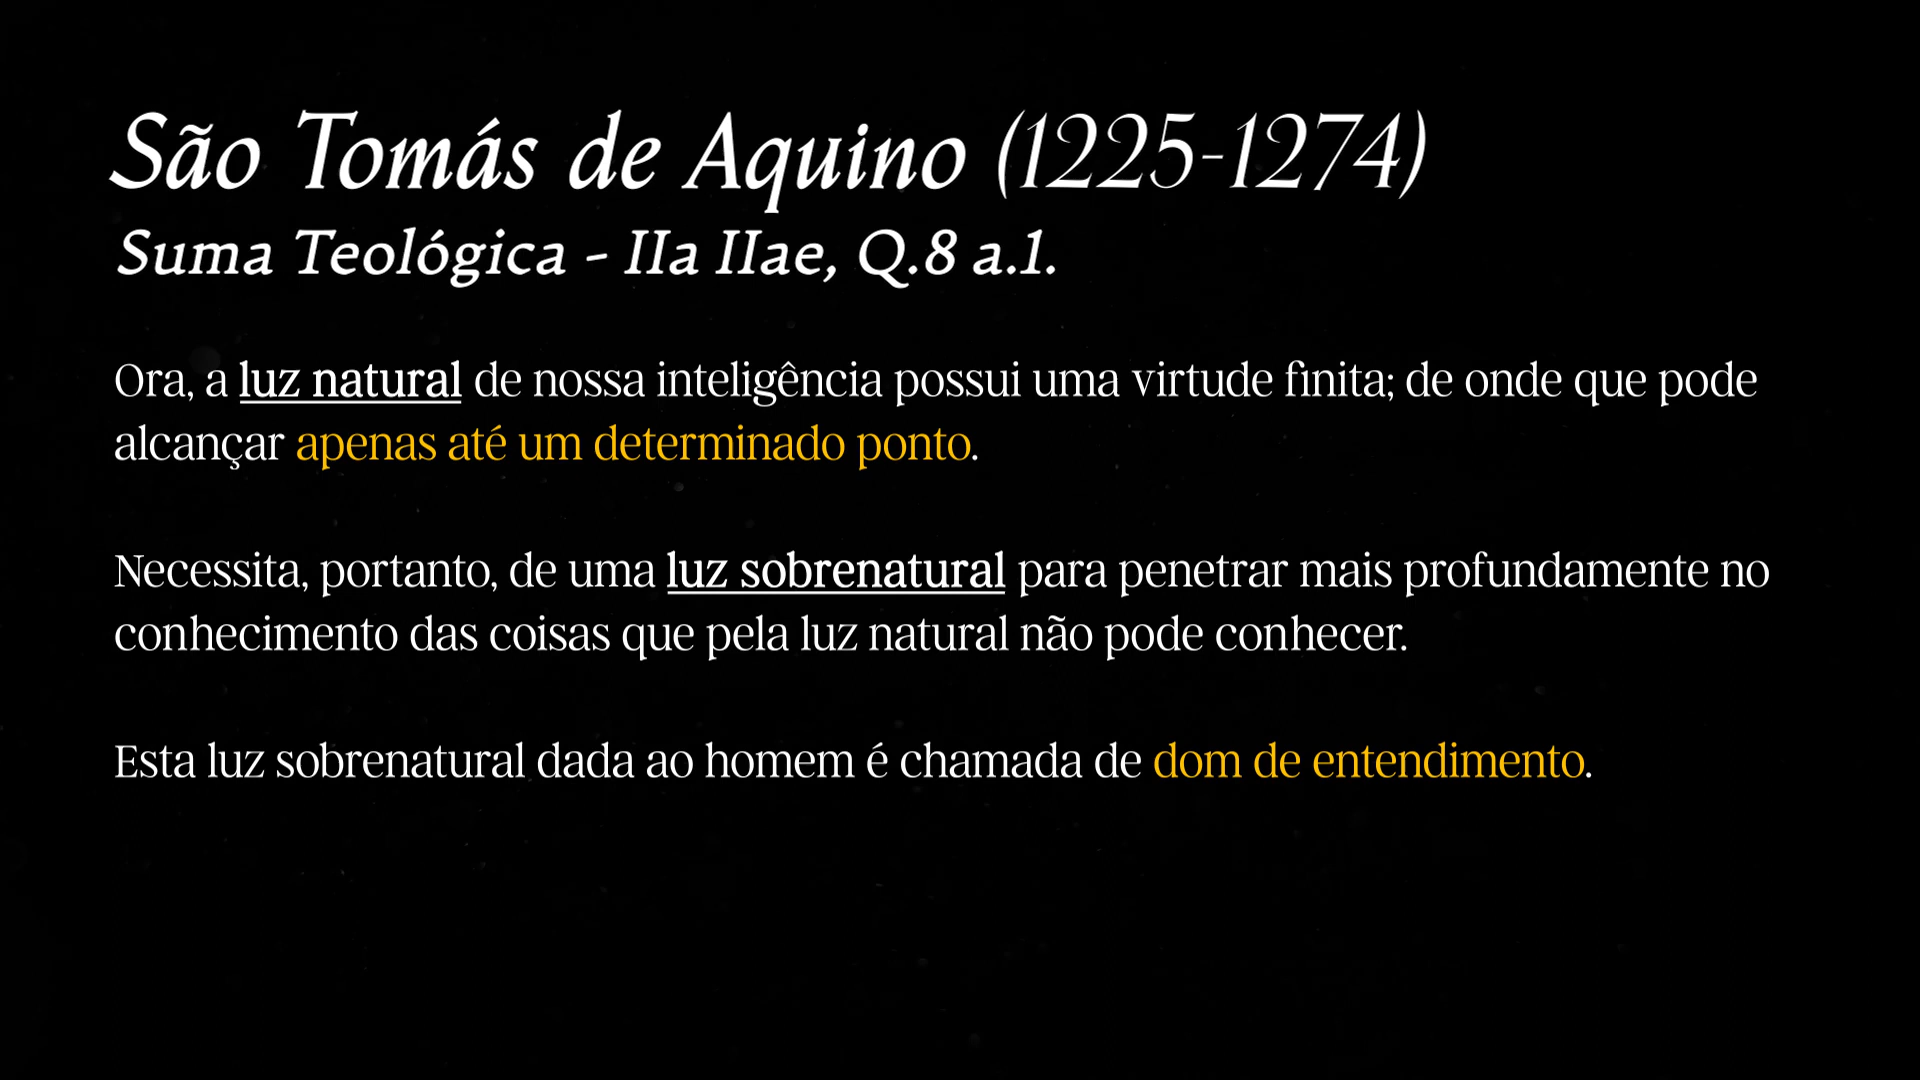 São Tomás de Aquino (1225-1274)
Suma Teológica - IIa IIae, Q.8 a.1.
Ora, a luz natural de nossa inteligência possui uma virtude finita; de onde que pode
alcançar apenas até um determinado ponto.
Necessita, portanto, de uma luz sobrenatural para penetrar mais profundamente no
conhecimento das coisas que pela luz natural não pode conhecer.
Esta luz sobrenatural dada ao homem é chamada de dom de entendimento.